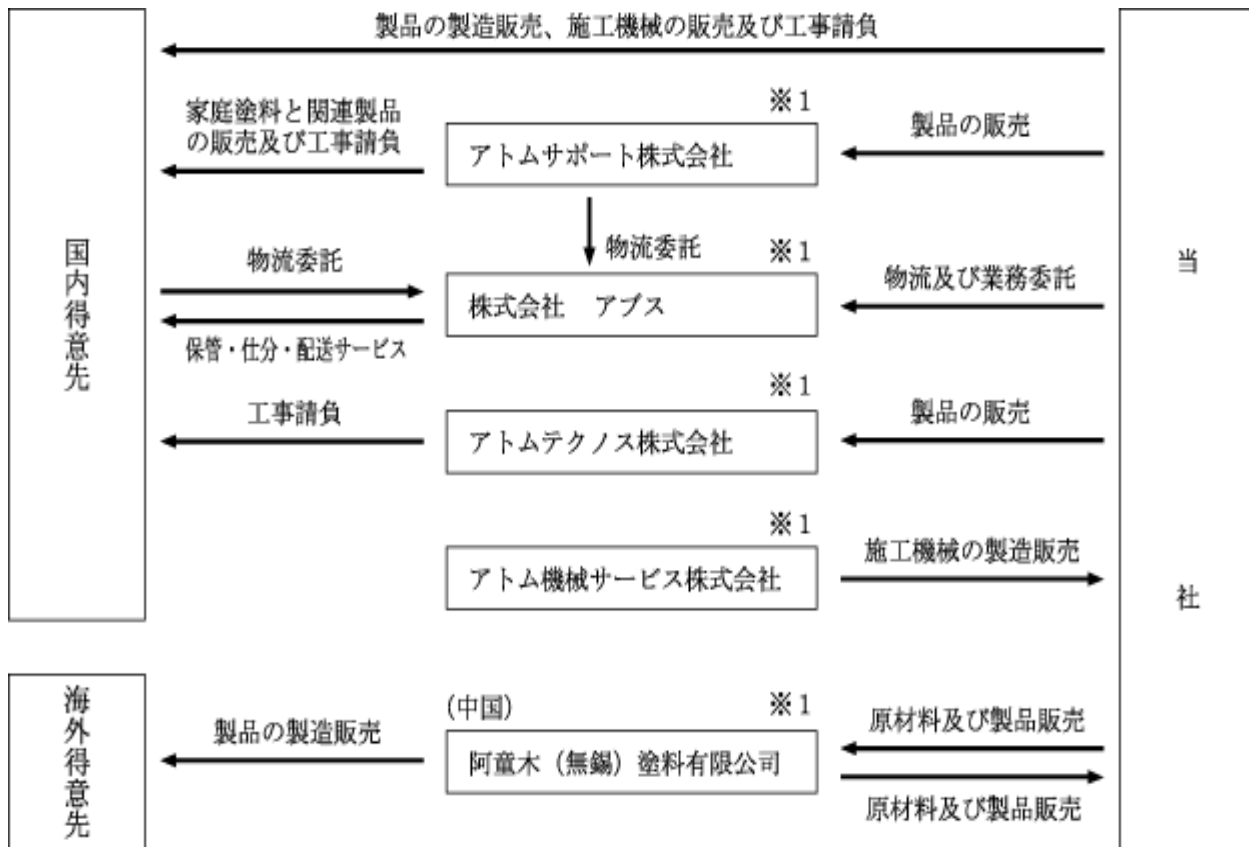 製品の製造販売、施工機械の販売及び工事請負
家庭塗料と関連製品
の販売及び工事請負
※1
アトムサポート株式会社
製品の販売
国内得意先
物流委託
物流委託
※1
株式会社 アプス
物流及び業務委託
当社
保管・仕分・配送サービス
工事請負
※1
アトムテクノス株式会社
製品の販売
※1
アトム機械サービス株式会社
施工機械の製造販売
海外得意先
製品の製造販売
(中国)
※1
阿童木（無錫）塗料有限公司
原材料及び製品販売
原材料及び製品販売